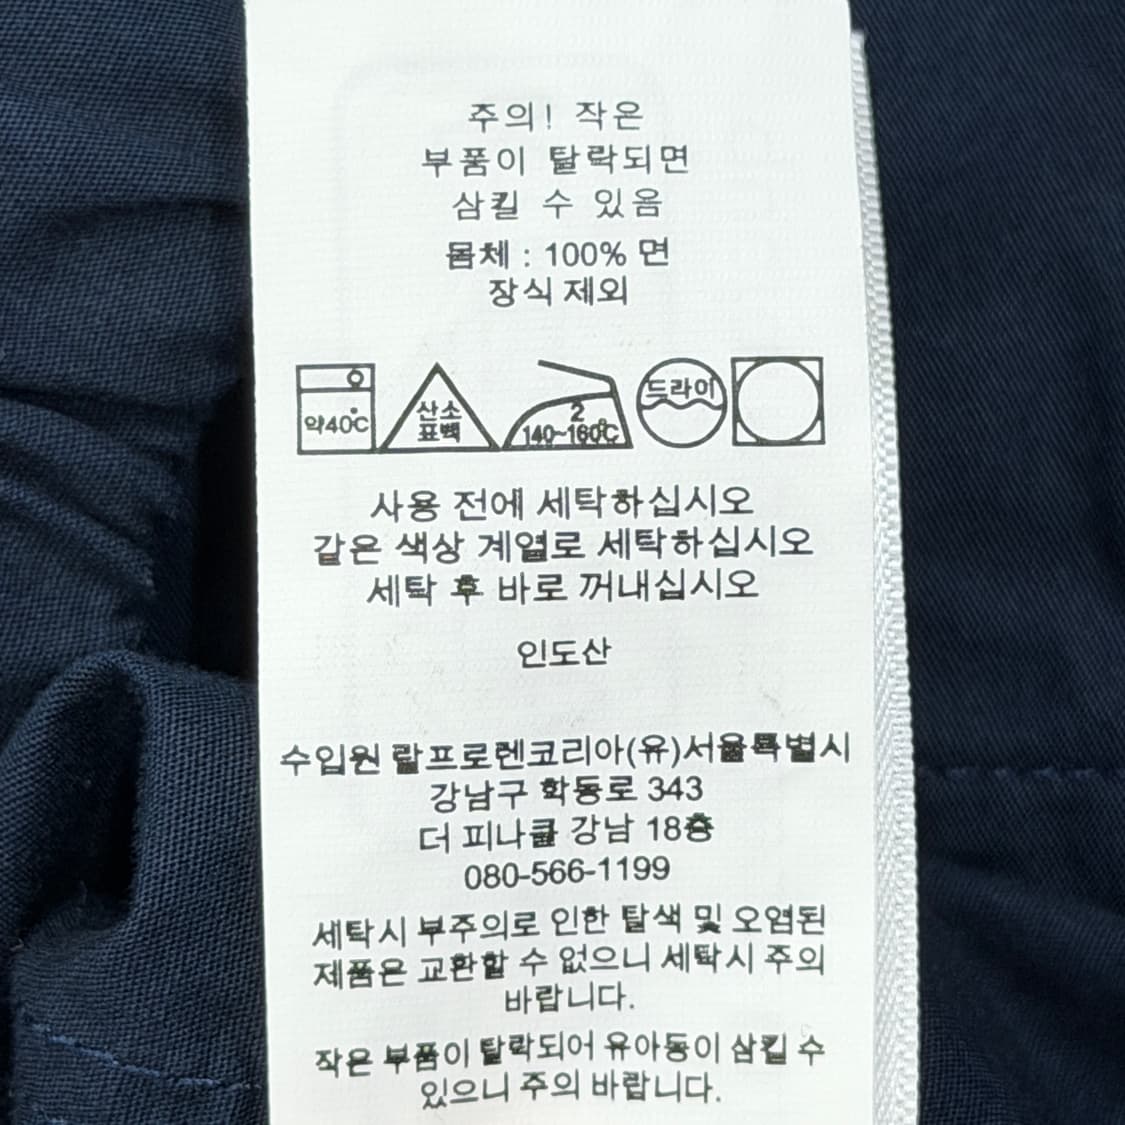 주의! 작은
부품이 탈락되면
삼킬 수 있음
몸체 : 100% 면
장식 제외
약40℃
산소
표백
2
140~160℃
드라이
사용 전에 세탁하십시오
같은 색상 계열로 세탁하십시오
세탁 후 바로 꺼내십시오
인도산
수입원 랄프로렌코리아(유)서울특별시
강남구 학동로 343
더 피나클 강남 18층
080-566-1199
세탁시 부주의로 인한 탈색 및 오염된
제품은 교환할 수 없으니 세탁시 주의
바랍니다.
작은 부품이 탈락되어 유아동이 삼킬 수
있으니 주의 바랍니다.